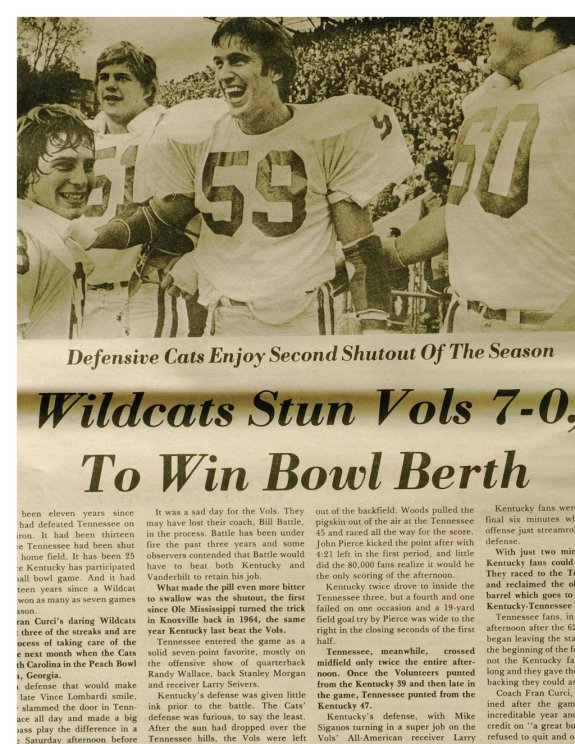 51
59
60
Defensive Cats Enjoy Second Shutout Of The Season
Wildcats Stun Vols 7-0,
To Win Bowl Berth
been eleven years since
had defeated Tennessee on
ron. It had been thirteen
ce Tennessee had been shut
home field. It has been 25
ce Kentucky has participated
ball bowl game. And it had
teen years since a Wildcat
won as many as seven games
ason.
ran Curci's daring Wildcats
three of the streaks and are
ocess of taking care of the
e next month when the Cats
th Carolina in the Peach Bowl
a, Georgia.
defense that would make
late Vince Lombardi smile,
slammed the door in Tenn-
ace all day and made a big
pass play the difference in a
Saturday afternoon before
It was a sad day for the Vols. They
may have lost their coach, Bill Battle,
in the process. Battle has been under
fire the past three years and some
observers contended that Battle would
have to beat both Kentucky and
Vanderbilt to retain his job.
What made the pill even more bitter
to swallow was the shutout, the first
since Ole Mississippi turned the trick
in Knoxville back in 1964, the same
year Kentucky last beat the Vols.
Tennessee entered the game as a
solid seven-point favorite, mostly on
the offensive show of quarterback
Randy Wallace, back Stanley Morgan
and receiver Larry Seivers.
Kentucky's defense was given little
ink prior to the battle. The Cats'
defense was furious, to say the least.
After the sun had dropped over the
Tennessee hills, the Vols were left
out of the backfield. Woods pulled the
pigskin out of the air at the Tennessee
45 and raced all the way for the score.
John Pierce kicked the point after with
4:21 left in the first period, and little
did the 80,000 fans realize it would be
the only scoring of the afternoon.
Kentucky twice drove to inside the
Tennessee three, but a fourth and one
failed on one occasion and a 19-yard
field goal try by Pierce was wide to the
right in the closing seconds of the first
half.
Tennessee, meanwhile, crossed
midfield only twice the entire after-
noon. Once the Volunteers punted
from the Kentucky 39 and then late in
the game, Tennessee punted from the
Kentucky 47.
Kentucky's defense, with Mike
Siganos turning in a super job on the
Vols' All-American receiver Larry
Kentucky fans were
final six minutes wh
offense just streamro
defense.
With just two min
Kentucky fans could
They raced to the Te
and reclaimed the ol
barrel which goes to
Kentucky-Tennessee
Tennessee fans, in
afternoon after the 62
began leaving the sta
the beginning of the fo
not the Kentucky fa
long and they gave the
backing they could as
Coach Fran Curci,
ined after the gam
increditable year and
credit on "a great bu
refused to quit and o